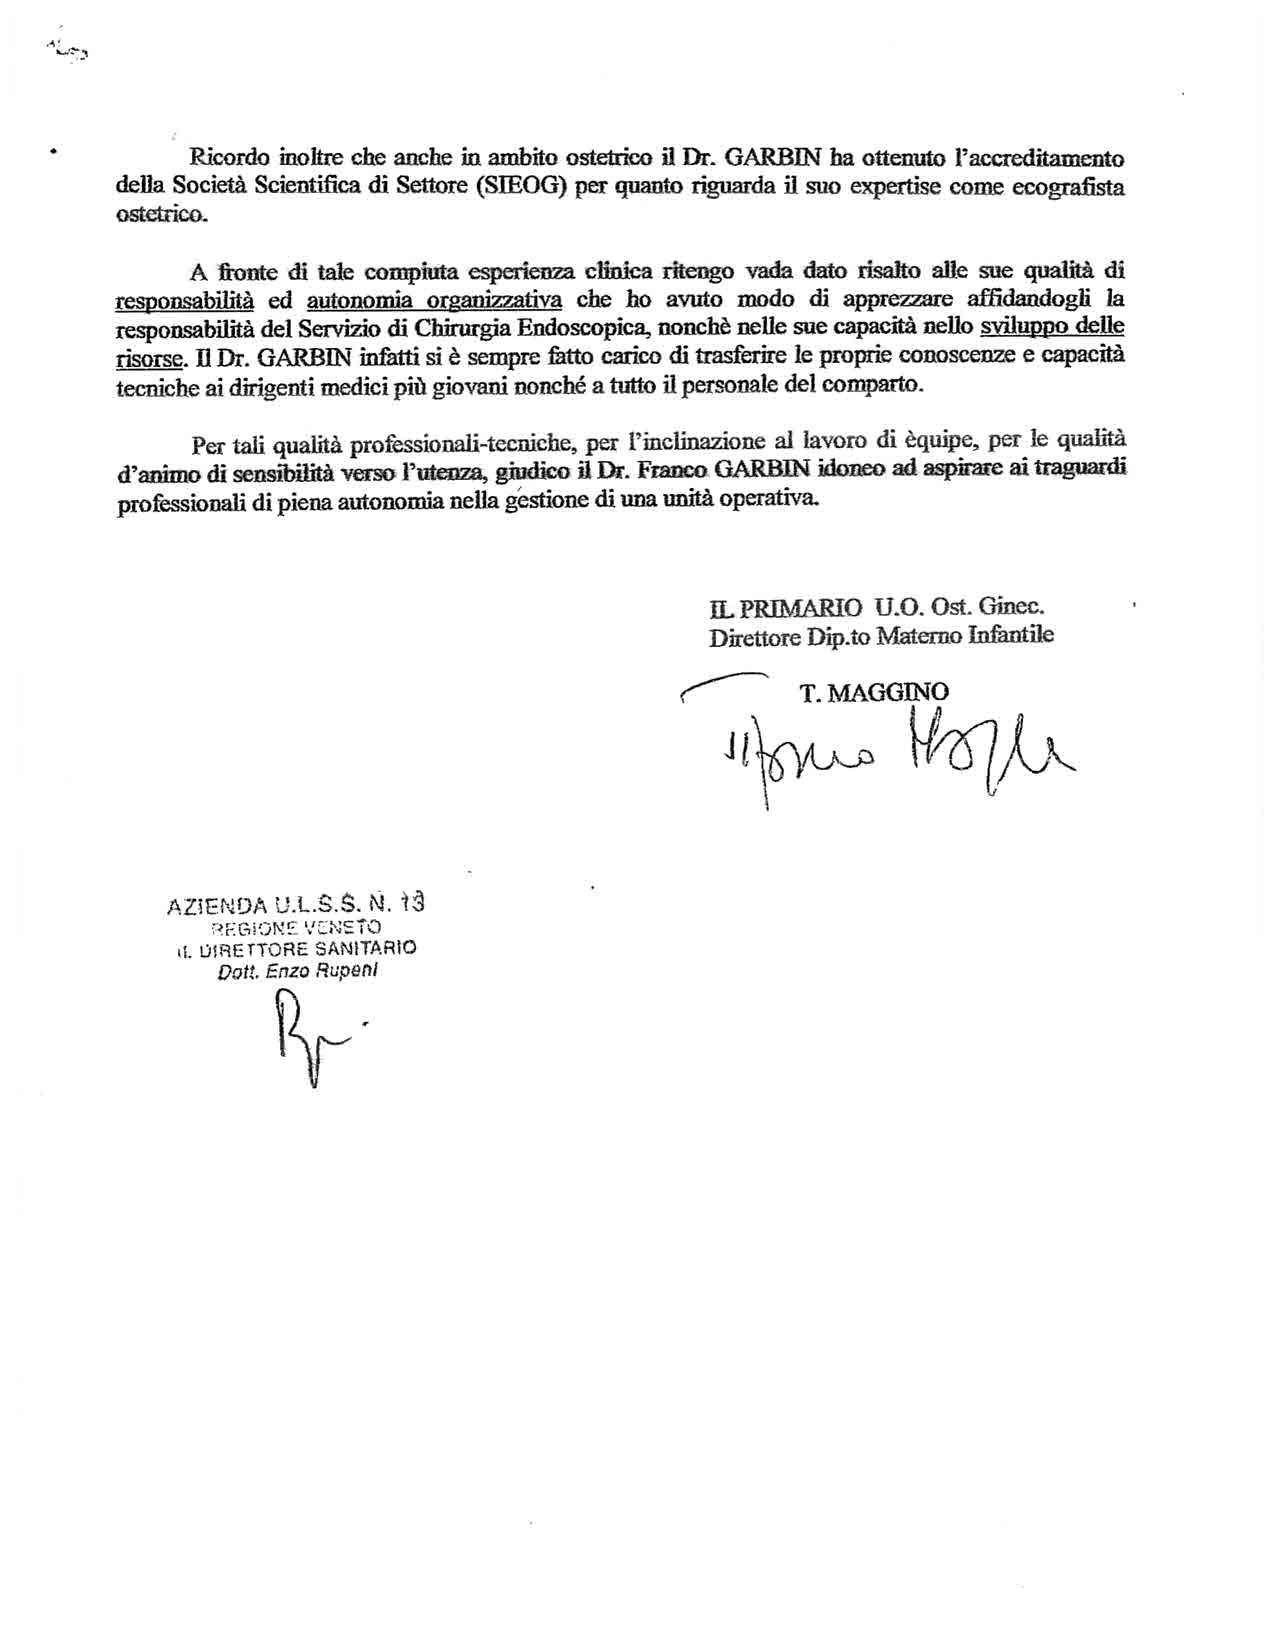 Ricordo inoltre che anche in ambito ostetrico il Dr. GARBIN ha ottenuto l'accreditamento
della Società Scientifica di Settore (SIEOG) per quanto riguarda il suo expertise come ecografista
ostetrico.
A fronte di tale compiuta esperienza clinica ritengo vada dato risalto alle sue qualità di
responsabilità ed autonomia organizzativa che ho avuto modo di apprezzare affidandogli la
responsabilità del Servizio di Chirurgia Endoscopica, nonchè nelle sue capacità nello sviluppo delle
risorse. Il Dr. GARBIN infatti si è sempre fatto carico di trasferire le proprie conoscenze e capacità
tecniche ai dirigenti medici più giovani nonché a tutto il personale del comparto.
Per tali qualità professionali-tecniche, per l'inclinazione al lavoro di èquipe, per le qualità
d'animo di sensibilità verso l'utenza, giudico il Dr. Franco GARBIN idoneo ad aspirare ai traguardi
professionali di piena autonomia nella gestione di una unità operativa.
IL PRIMARIO U.O. Ost. Ginec.
Direttore Dip.to Materno Infantile
T. MAGGINO
AZIENDA U.L.S.S. N. 13
REGIONE VENETO
IL DIRETTORE SANITARIO
Dott. Enzo Rupeni